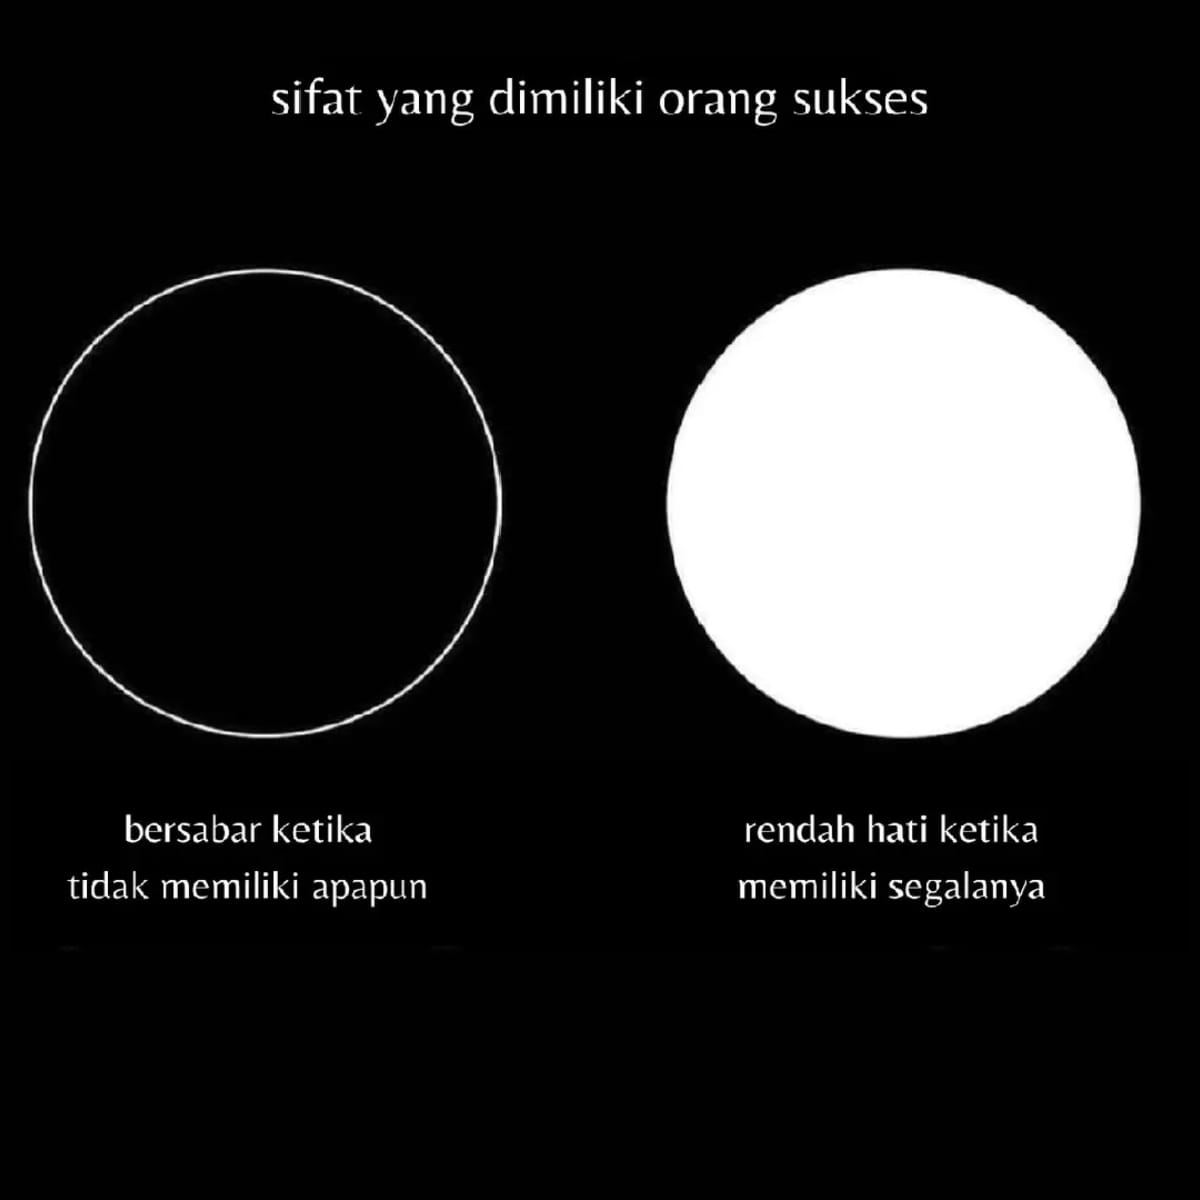 sifat yang dimiliki orang sukses
bersabar ketika
tidak memiliki apapun
rendah hati ketika
memiliki segalanya